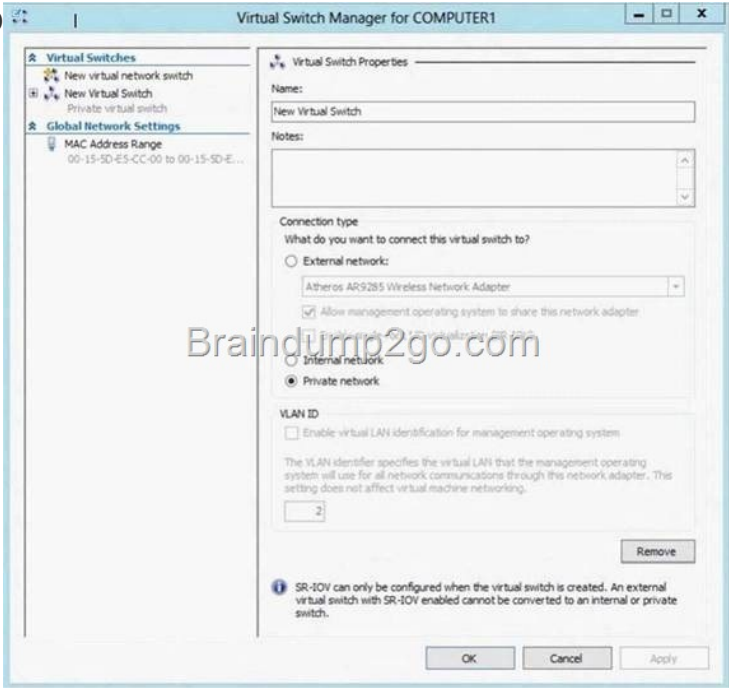 Virtual Switch Manager for COMPUTER1
Virtual Switches
New virtual network switch
New Virtual Switch
Private virtual switch
Global Network Settings
MAC Address Range
00-15-5D-E5-CC-00 to 00-15-5D-E...
Virtual Switch Properties
Name:
New Virtual Switch
Notes:
Connection type
What do you want to connect this virtual switch to?
External network:
Atheros AR9285 Wireless Network Adapter
Allow management operating system to share this network adapter
Braindump2go.com
Internal network
Private network
VLAN ID
Enable virtual LAN identification for management operating system
The VLAN identifier specifies the virtual LAN that the management operating
system will use for all network communications through this network adapter. This
setting does not affect virtual machine networking.
2
Remove
SR-IOV can only be configured when the virtual switch is created. An external
virtual switch with SR-IOV enabled cannot be converted to an internal or private
switch.
OK
Cancel
Apply